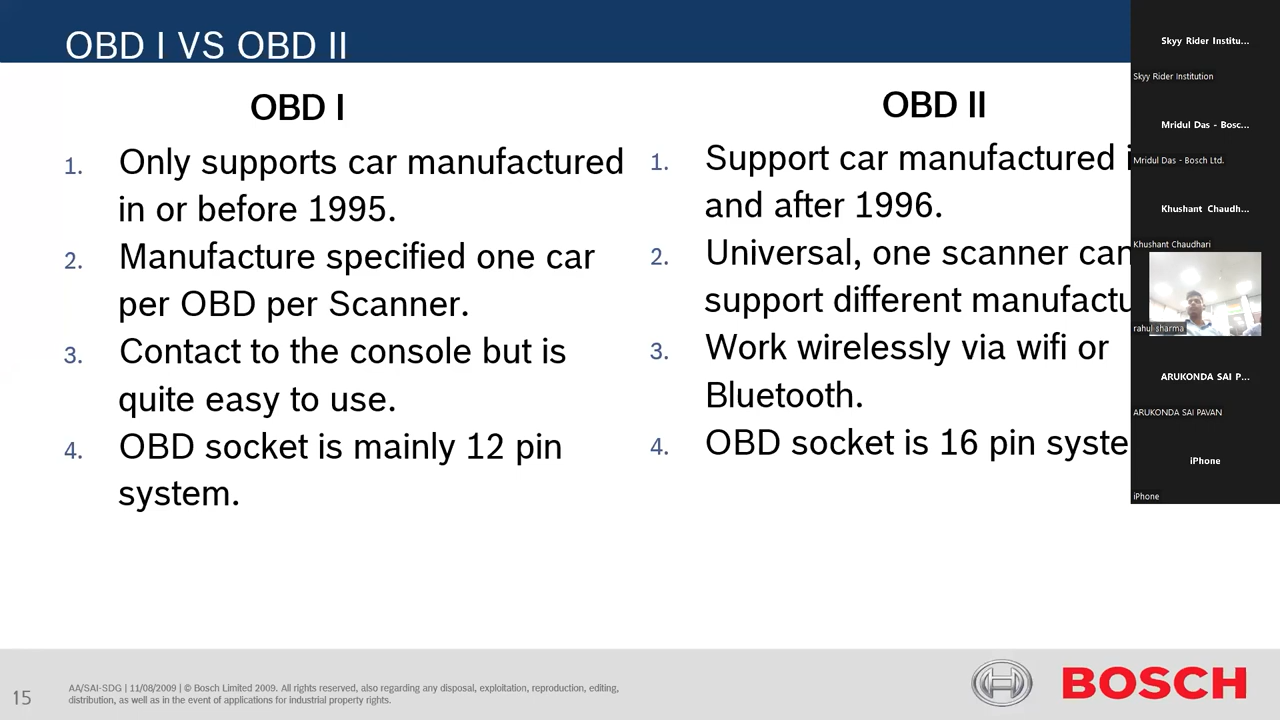 OBD I VS OBD II
OBD I
1. Only supports car manufactured
in or before 1995.
2. Manufacture specified one car
per OBD per Scanner.
3. Contact to the console but is
quite easy to use.
4. OBD socket is mainly 12 pin
system.
OBD II
1. Support car manufactured
and after 1996.
2. Universal, one scanner can
support different manufactu
3. Work wirelessly via wifi or
Bluetooth.
4. OBD socket is 16 pin syste
Skyy Rider Institu...
Skyy Rider Institution
Mridul Das - Bosc...
Mridul Das - Bosch Ltd.
Khushant Chaudh...
Khushant Chaudhari
rahul sharma
ARUKONDA SAI P...
ARUKONDA SAI PAVAN
iPhone
iPhone
15
AA/SAI-SDG | 11/08/2009 | © Bosch Limited 2009. All rights reserved, also regarding any disposal, exploitation, reproduction, editing,
distribution, as well as in the event of applications for industrial property rights.
BOSCH